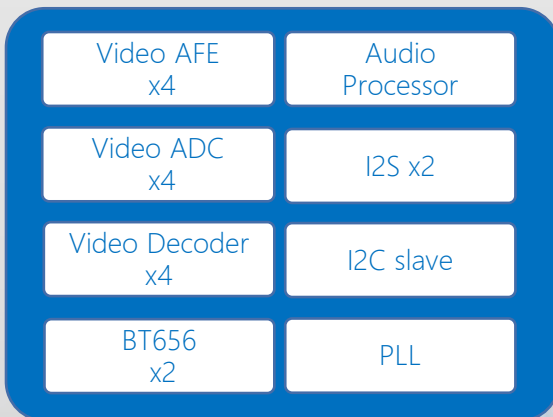 Video AFE
x4
Audio
Processor
Video ADC
x4
I2S x2
Video Decoder
x4
I2C slave
BT656
x2
PLL